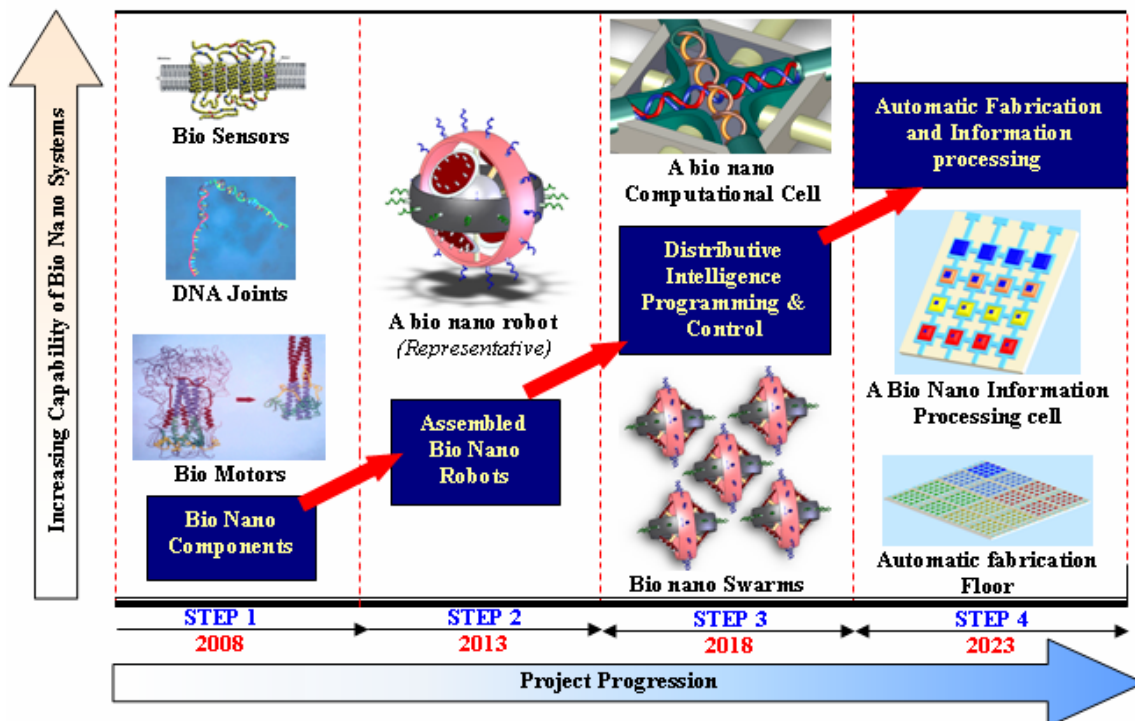 Increasing Capability of Bio Nano Systems
Bio Sensors
DNA Joints
Bio Motors
Bio Nano
Components
A bio nano robot
(Representative)
Assembled
Bio Nano
Robots
A bio nano
Computational Cell
Distributive
Intelligence
Programming &
Control
Bio nano Swarms
Automatic Fabrication
and Information
processing
A Bio Nano Information
Processing cell
Automatic fabrication
Floor
STEP 1
2008
STEP 2
2013
STEP 3
2018
STEP 4
2023
Project Progression